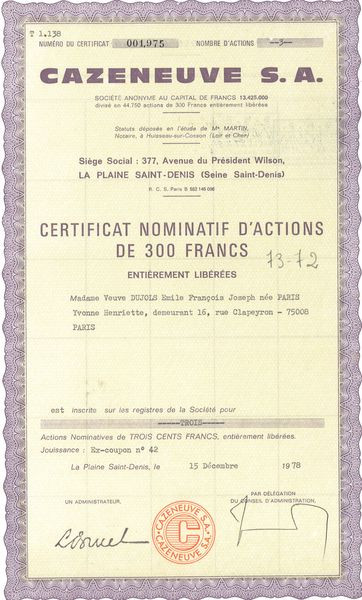 T 1.138
NUMÉRO DU CERTIFICAT 001,975 NOMBRE D'ACTIONS --3---
CAZENEUVE S.A.
SOCIÉTÉ ANONYME AU CAPITAL DE FRANCS 13.425.000
divisé en 44.750 actions de 300 Francs entièrement libérées
Statuts déposés en l'étude de Me MARTIN,
Notaire, à Huisseau-sur-Cosson (Loir et Cher)
Siège Social : 377, Avenue du Président Wilson,
LA PLAINE SAINT-DENIS (Seine Saint-Denis)
R. C. S. Paris B 562 146 096
CERTIFICAT NOMINATIF D'ACTIONS
DE 300 FRANCS
73-72
ENTIÈREMENT LIBÉRÉES
Madame Veuve DUJOLS Emile François Joseph née PARIS
Yvonne Henriette, demeurant 16, rue Clapeyron - 75008
PARIS
est inscrite sur les registres de la Société pour
TROIS
Actions Nominatives de TROIS CENTS FRANCS, entièrement libérées.
Jouissance : Ex-coupon n° 42
La Plaine Saint-Denis, le 15 Décembre 1978
UN ADMINISTRATEUR,
PAR DÉLÉGATION
DU CONSEIL D'ADMINISTRATION,
CAZENEUVE S.A.
C
CAZENEUVE S.A.